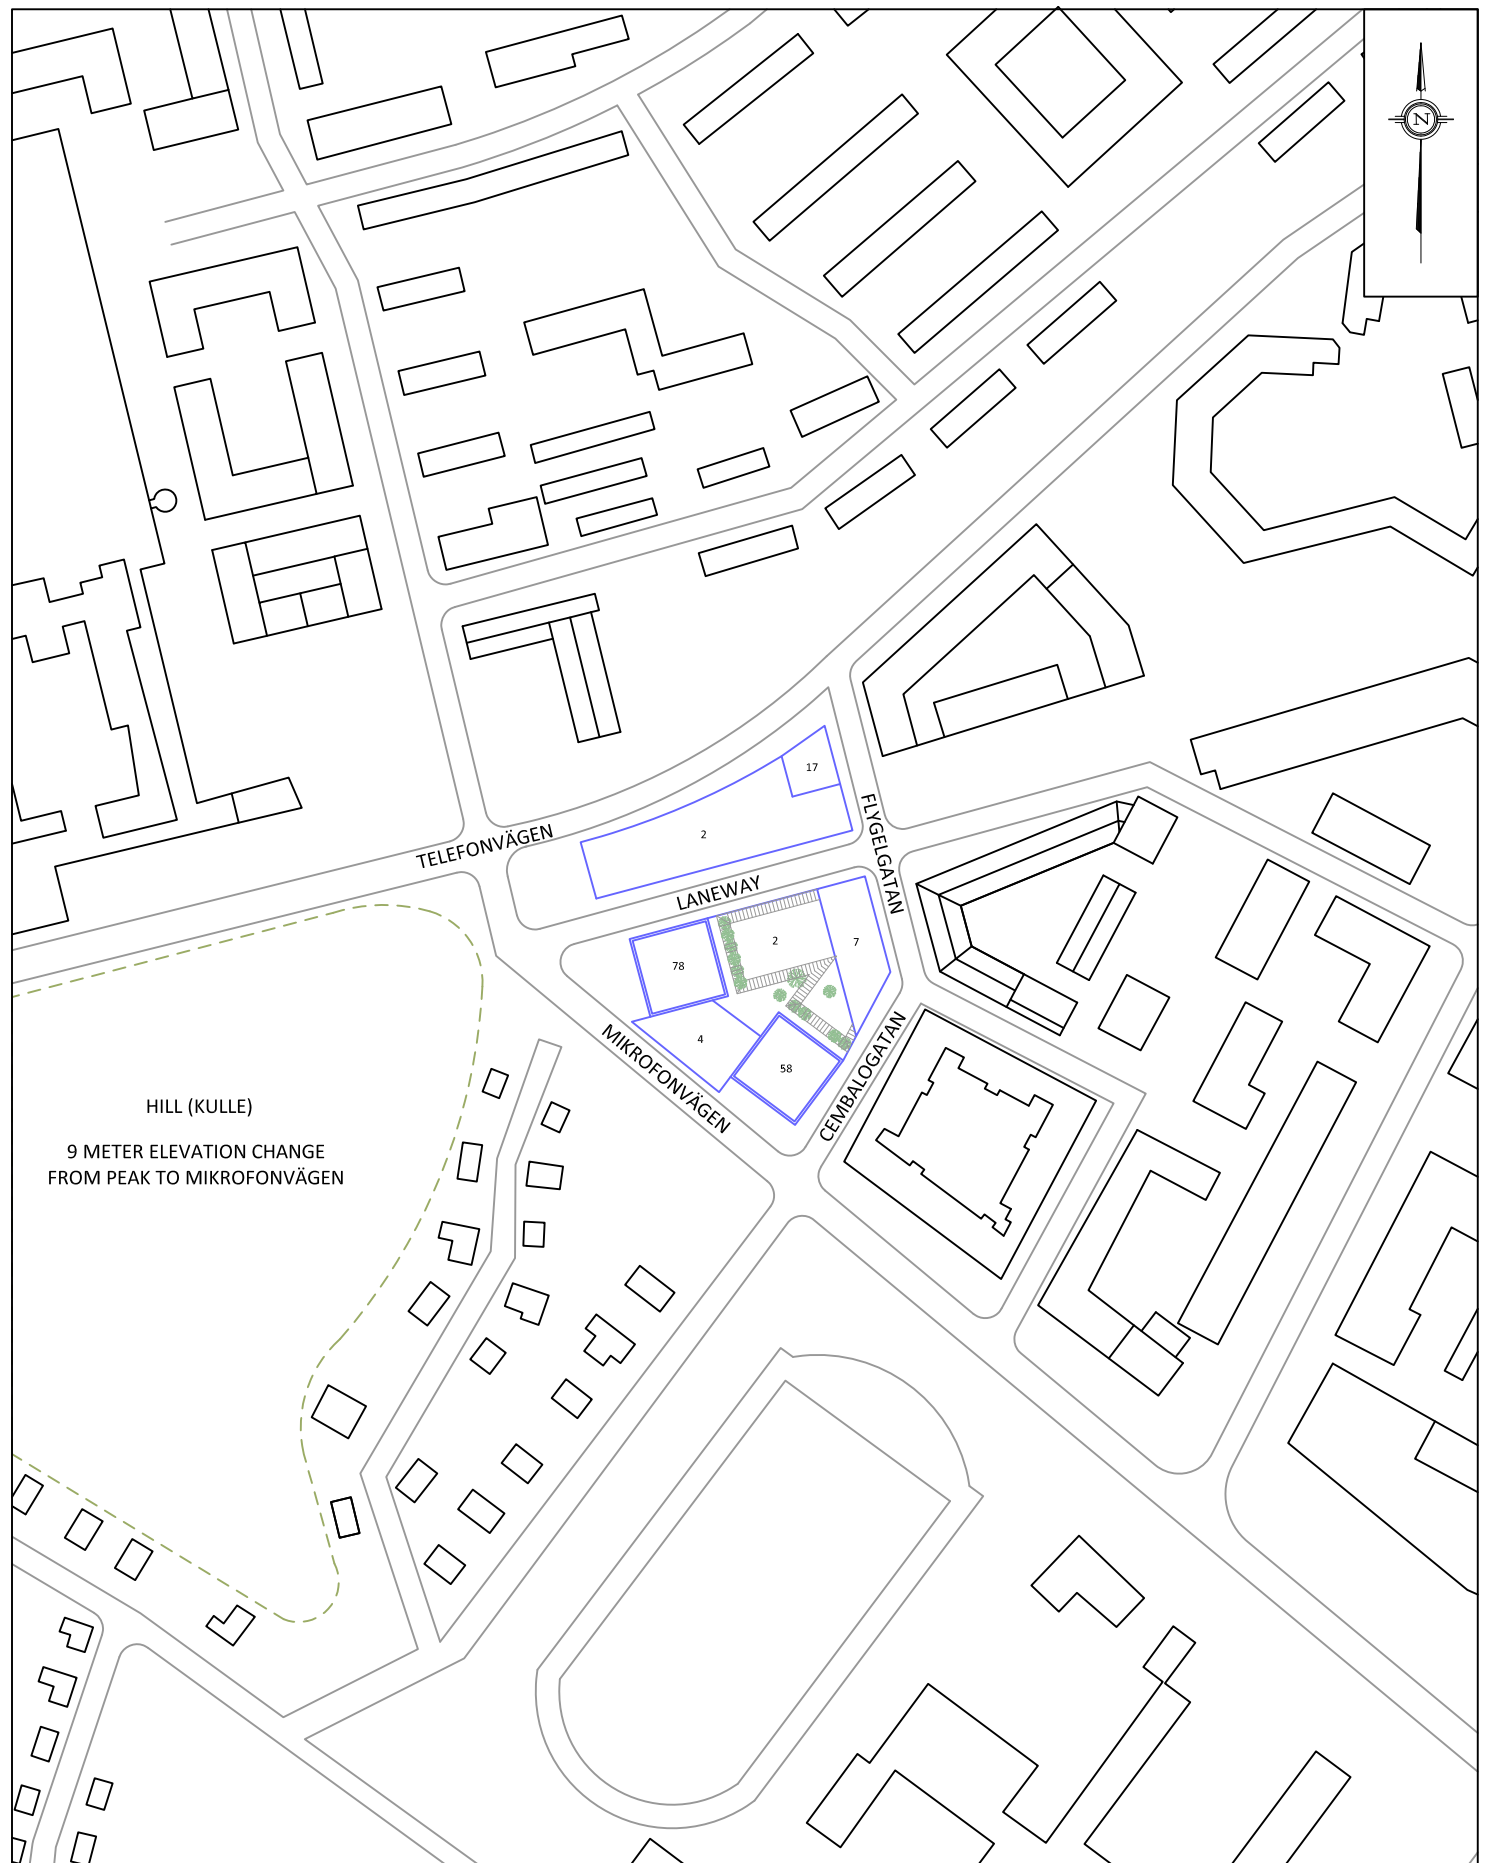 N
17
2
TELEFONVÄGEN
FLYGELGATAN
LANEWAY
2
7
78
4
58
MIKROFONVÄGEN
CEMBALOGATAN
HILL (KULLE)
9 METER ELEVATION CHANGE
FROM PEAK TO MIKROFONVÄGEN